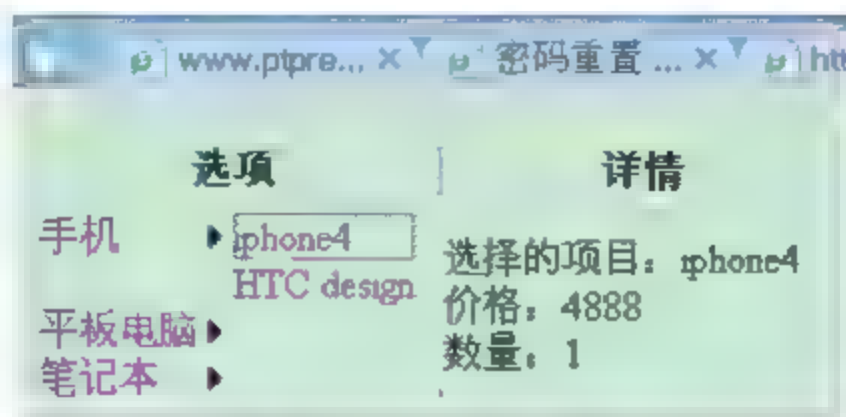 www.ptpre... × 密码重置 ... × htt
选项 详情
手机 iphone4
HTC design
平板电脑
笔记本
选择的项目：iphone4
价格：4888
数量：1